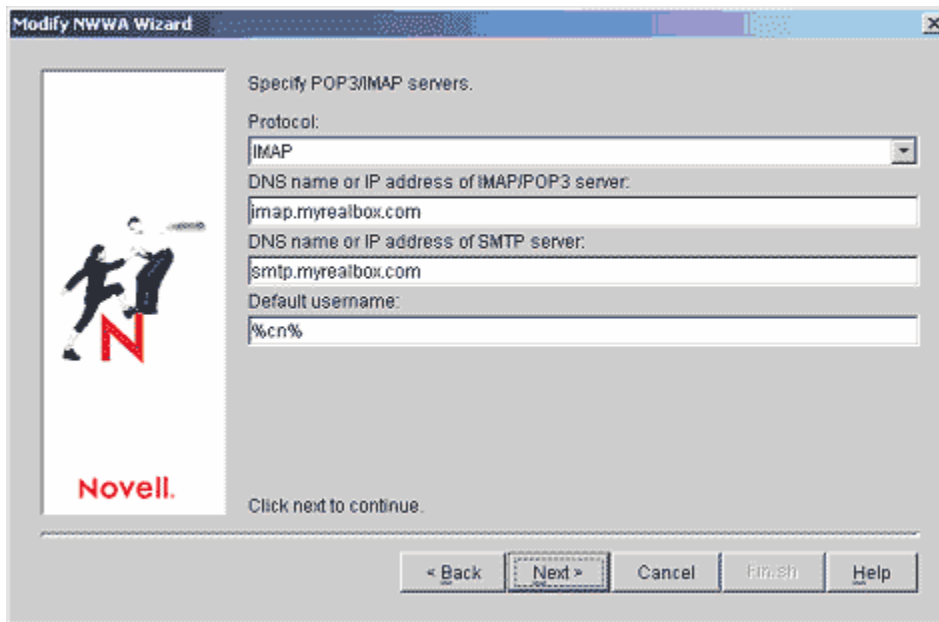 Modify NWWA Wizard
Specify POP3/IMAP servers.
Protocol:
IMAP
DNS name or IP address of IMAP/POP3 server:
imap.myrealbox.com
DNS name or IP address of SMTP server:
smtp.myrealbox.com
Default username:
%cn%
N
Novell.
Click next to continue.
< Back
Next >
Cancel
Finish
Help